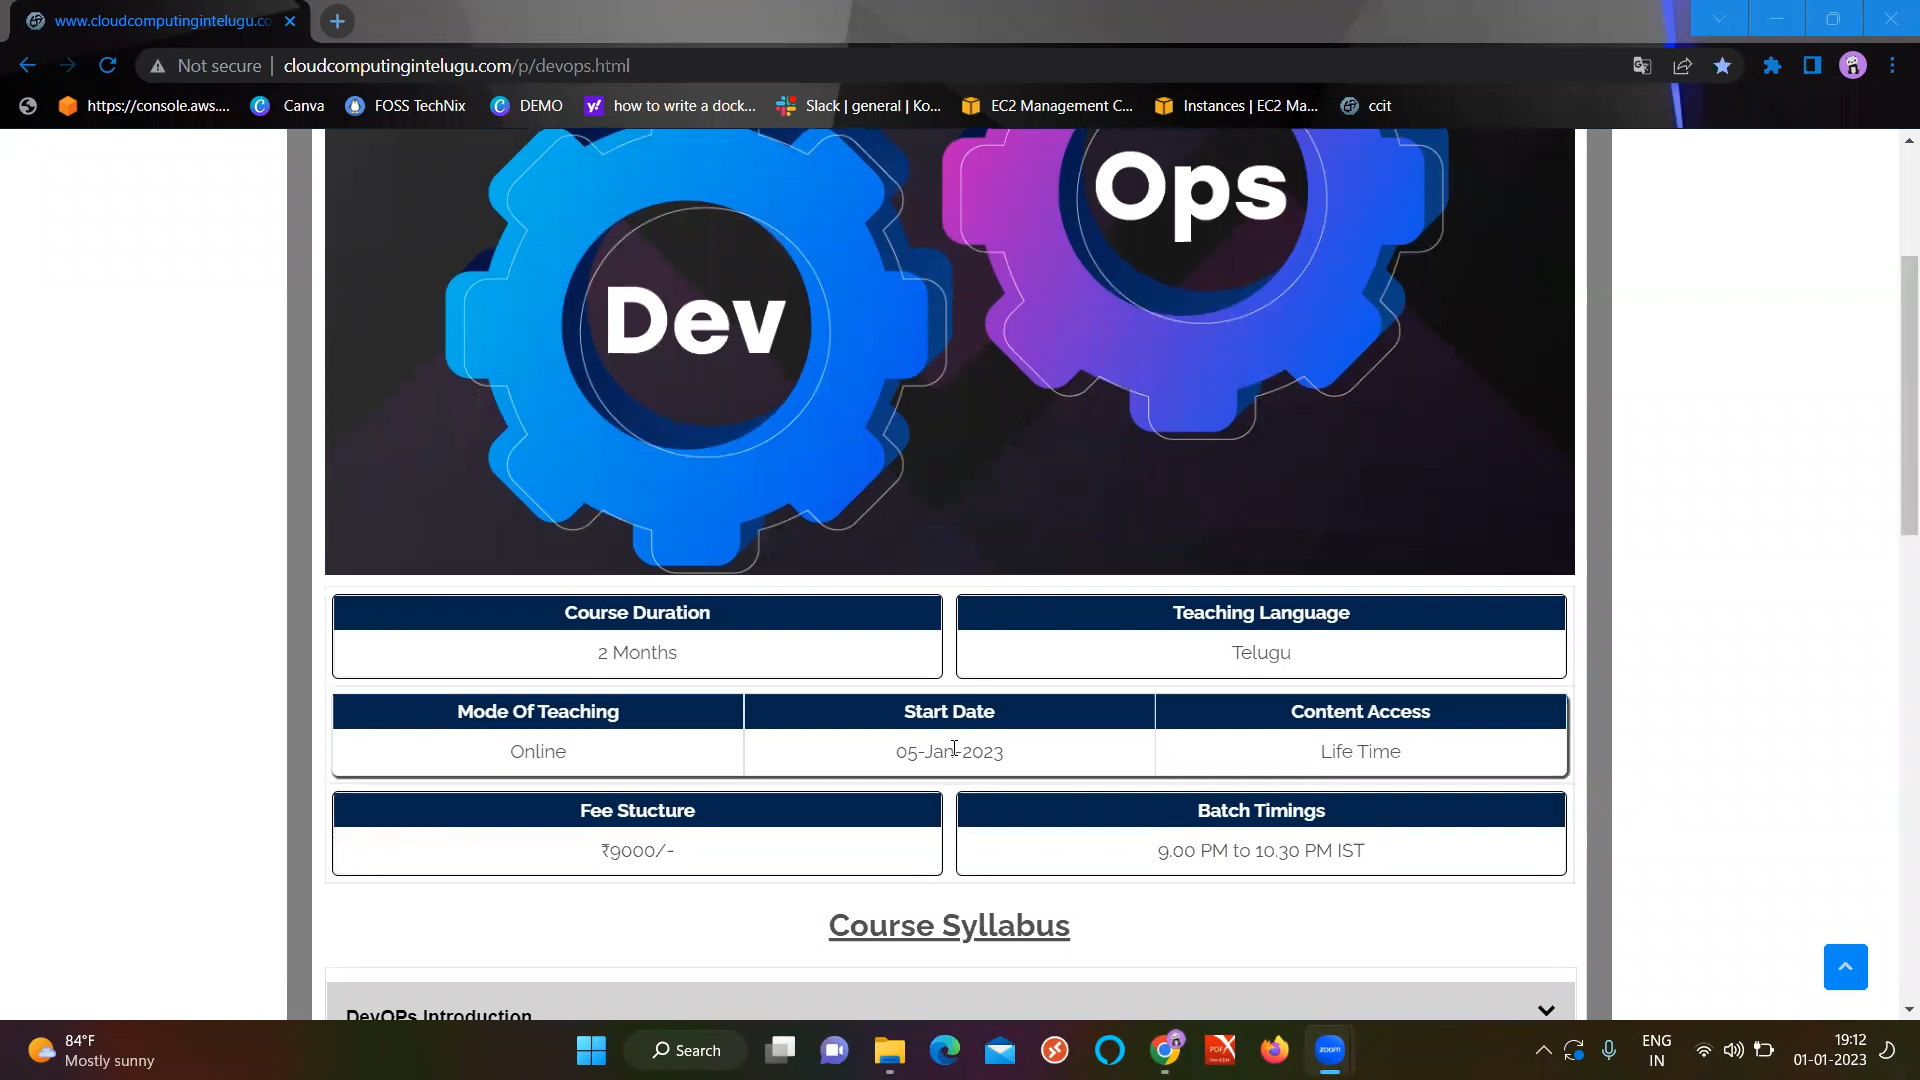 www.cloudcomputingintelugu.co
Not secure
cloudcomputingintelugu.com/p/devops.html
https://console.aws....
Canva
FOSS TechNix
DEMO
how to write a dock...
Slack | general | Ko...
EC2 Management C...
Instances | EC2 Ma...
ccit
Ops
Dev
Course Duration
Teaching Language
2 Months
Telugu
Mode Of Teaching
Start Date
Content Access
Online
05-Jan-2023
Life Time
Fee Stucture
Batch Timings
₹9000/-
9.00 PM to 10.30 PM IST
Course Syllabus
DevOPs Introduction
84°F
Mostly sunny
Search
zoom
ENG
IN
19:12
01-01-2023